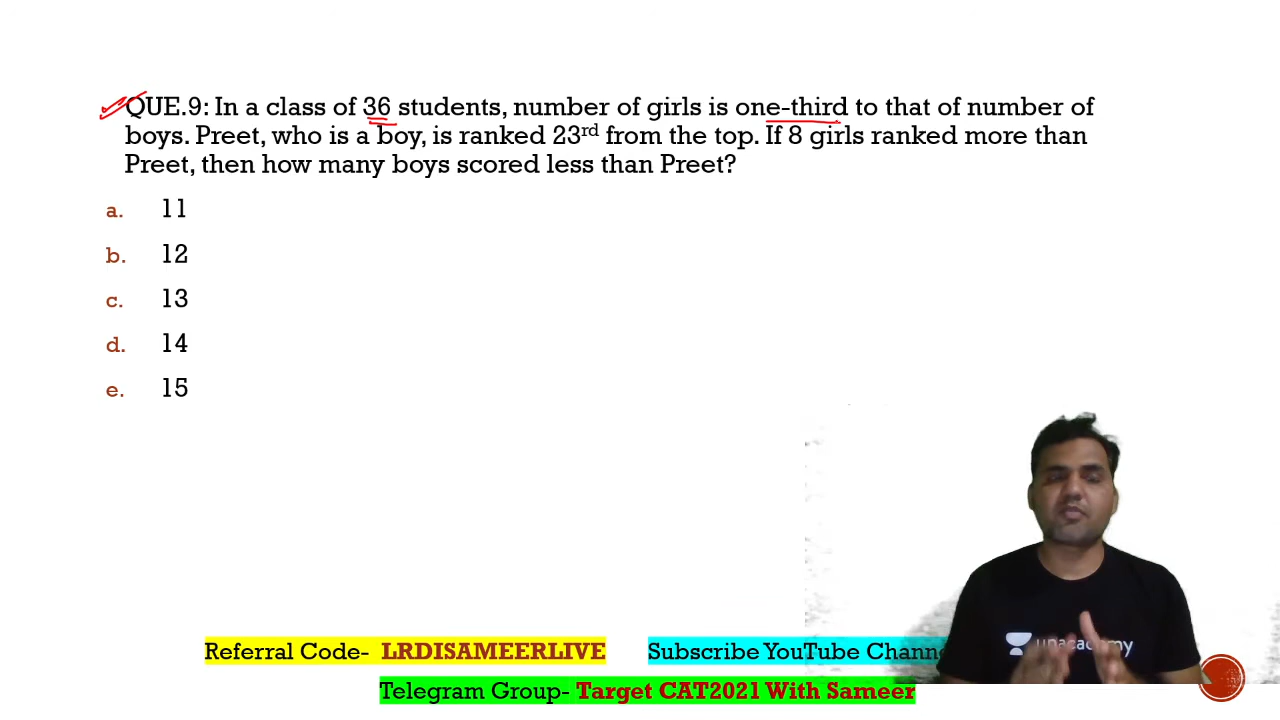 QUE.9: In a class of 36 students, number of girls is one-third to that of number of
boys. Preet, who is a boy, is ranked 23rd from the top. If 8 girls ranked more than
Preet, then how many boys scored less than Preet?
a. 11
b. 12
c. 13
d. 14
e. 15
unacademy
Referral Code- LRDISAMEERLIVE Subscribe YouTube Chann
Telegram Group- Target CAT2021 With Sameer